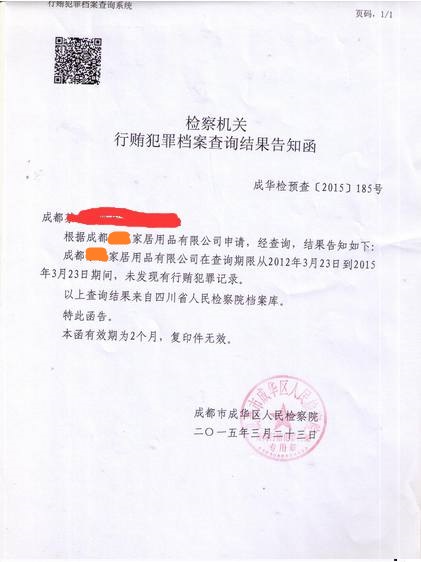 行贿犯罪档案查询系统
页码，1/1
检察机关
行贿犯罪档案查询结果告知函
成华检预查〔2015〕185号
成都
根据成都 家居用品有限公司申请，经查询，结果告知如下：
成都 家居用品有限公司在查询期限从2012年3月23日到2015
年3月23日期间，未发现有行贿犯罪记录。
以上查询结果来自四川省人民检察院档案库。
特此函告。
本函有效期为2个月，复印件无效。
成都市成华区人民检察院
二〇一五年三月二十三日
市成华区人民
专用章